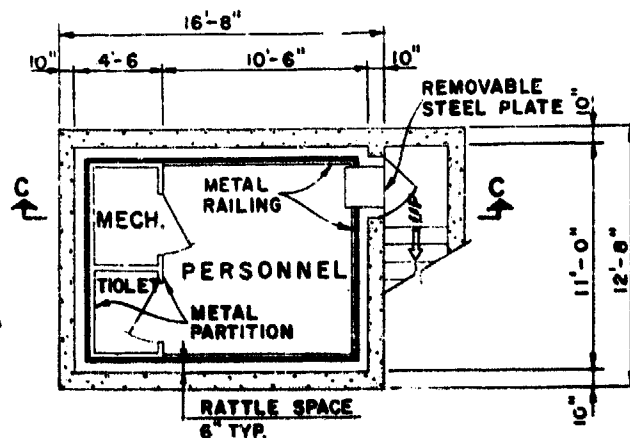 16'-8"
10" 4'-6 10'-6" 10"
REMOVABLE
STEEL PLATE
10"
C
METAL
RAILING
UP
C
MECH.
PERSONNEL
11'-0"
12'-8"
TIOLET
METAL
PARTITION
RATTLE SPACE
6" TYP.
10"